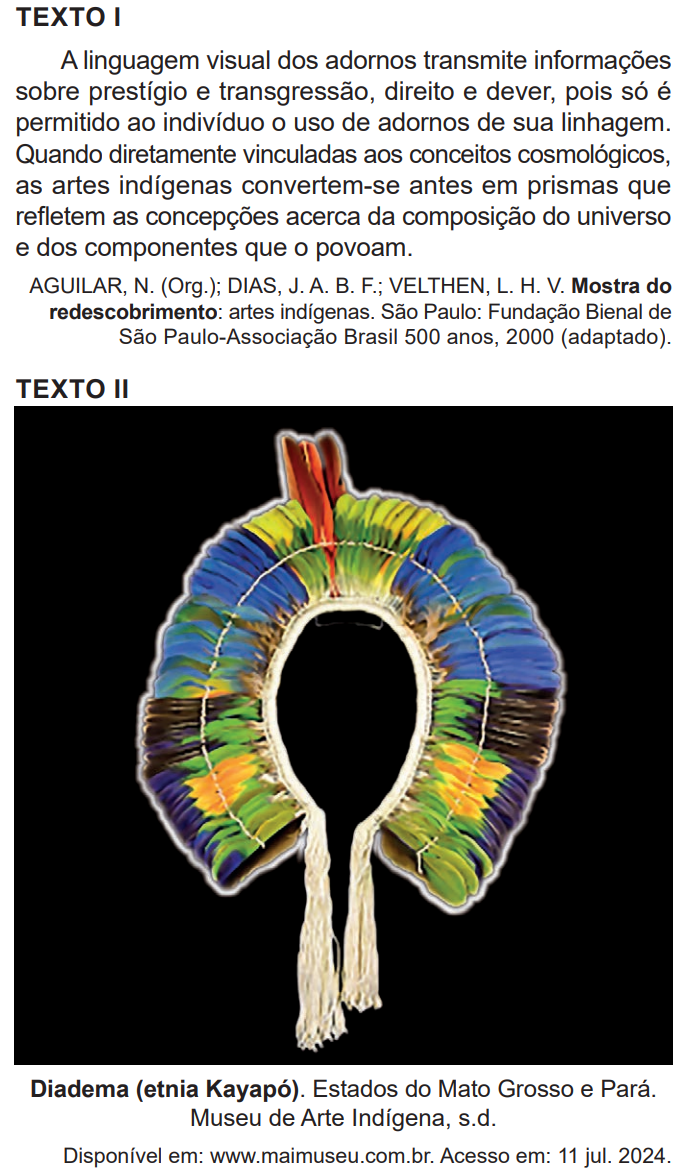 TEXTO I
A linguagem visual dos adornos transmite informações
sobre prestígio e transgressão, direito e dever, pois só é
permitido ao indivíduo o uso de adornos de sua linhagem.
Quando diretamente vinculadas aos conceitos cosmológicos,
as artes indígenas convertem-se antes em prismas que
refletem as concepções acerca da composição do universo
e dos componentes que o povoam.
AGUILAR, N. (Org.); DIAS, J. A. B. F.; VELTHEN, L. H. V. Mostra do
redescobrimento: artes indígenas. São Paulo: Fundação Bienal de
São Paulo-Associação Brasil 500 anos, 2000 (adaptado).
TEXTO II
Diadema (etnia Kayapó). Estados do Mato Grosso e Pará.
Museu de Arte Indígena, s.d.
Disponível em: www.maimuseu.com.br. Acesso em: 11 jul. 2024.